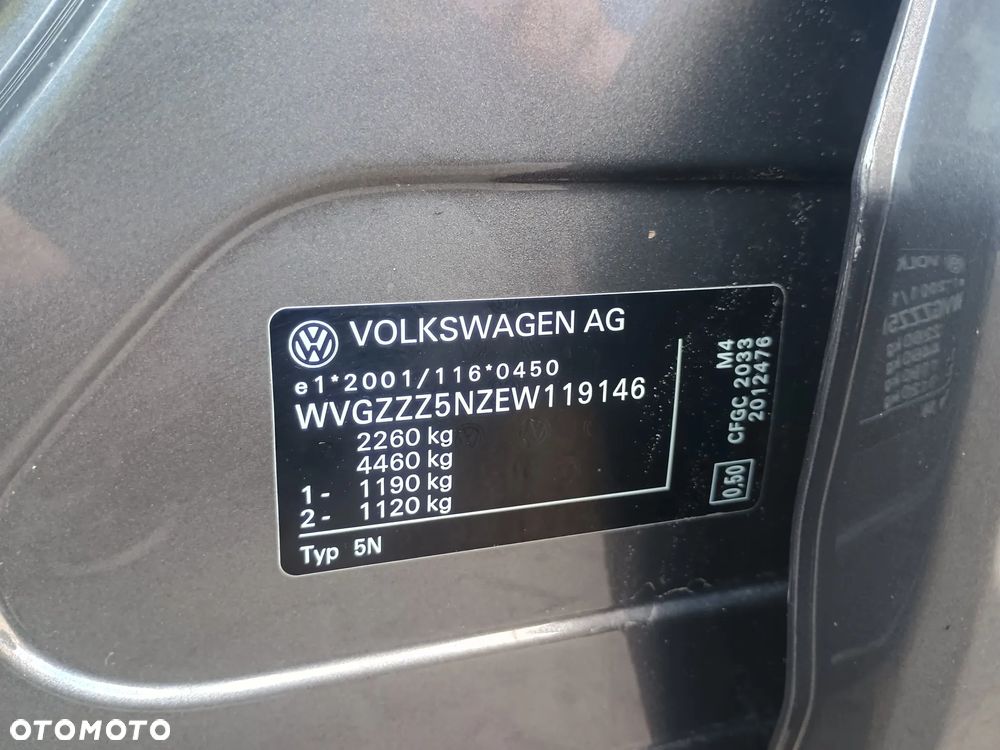 VOLKSWAGEN AG
e1*2001/116*0450
WVGZZZ5NZEW119146
2260 kg
4460 kg
1- 1190 kg
2- 1120 kg
Typ 5N
M4
CFGC 2033
2012476
0,50
OTOMOTO